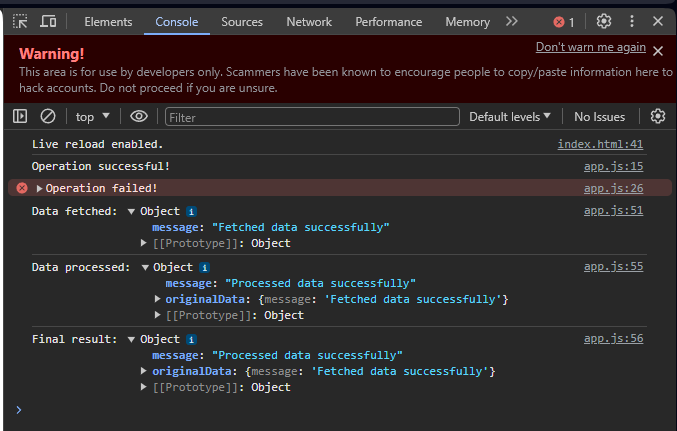 Elements Console Sources Network Performance Memory 1
Warning! Don't warn me again
This area is for use by developers only. Scammers have been known to encourage people to copy/paste information here to
hack accounts. Do not proceed if you are unsure.
top Filter Default levels No Issues
Live reload enabled. index.html:41
Operation successful! app.js:15
Operation failed! app.js:26
Data fetched: Object i app.js:51
message: "Fetched data successfully"
[[Prototype]]: Object
Data processed: Object i app.js:55
message: "Processed data successfully"
originalData: {message: 'Fetched data successfully'}
[[Prototype]]: Object
Final result: Object i app.js:56
message: "Processed data successfully"
originalData: {message: 'Fetched data successfully'}
[[Prototype]]: Object